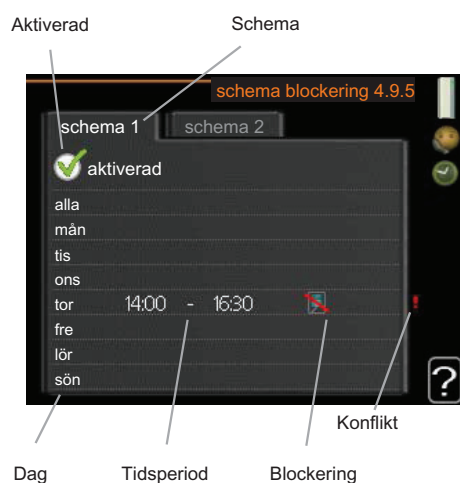 Aktiverad Schema
schema blockering 4.9.5
schema 1 schema 2
aktiverad
alla
mån
tis
ons
tor 14:00 - 16:30 !
fre
lör
sön
?
Konflikt
Dag Tidsperiod Blockering